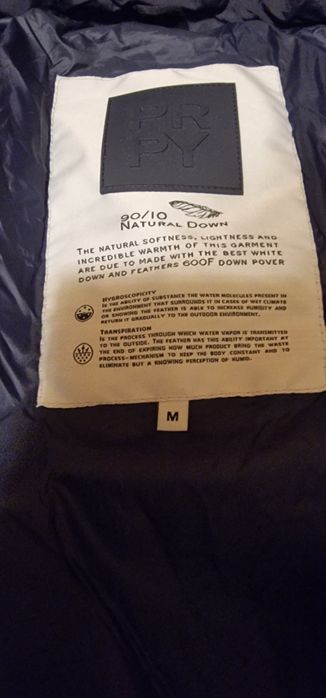 PR
PY
90/10
NATURAL DOWN
THE NATURAL SOFTNESS, LIGHTNESS AND
INCREDIBLE WARMTH OF THIS GARMENT
ARE DUE TO MADE WITH THE BEST WHITE
DOWN AND FEATHERS 600F DOWN POVER
HYGROSCOPICITY
IS THE ABILITY OF SUBSTANCE THE WATER MOLECULES PRESENT IN
THE ENVIRONMENT THAT SURROUNDS IT IN CASES OF WET CLIMATE
OR SHOWING THE FEATHER IS ABLE TO INCREASE HUMIDITY AND
RETURN IT GRADUALLY TO THE OUTDOOR ENVIRONMENT.
TRANSPIRATION
IS THE PROCESS THROUGH WHICH WATER VAPOR IS TRANSMITTED
TO THE OUTSIDE. THE FEATHER HAS THIS ABILITY IMPORTANT AT
THE END OF EXPIRING HOW MUCH PRODUCT BRING THE WASTE
PROCESS-MECHANISM TO KEEP THE BODY CONSTANT AND TO
ELIMINATE BUT A KNOWING PERCEPTION OF HUMID.
M